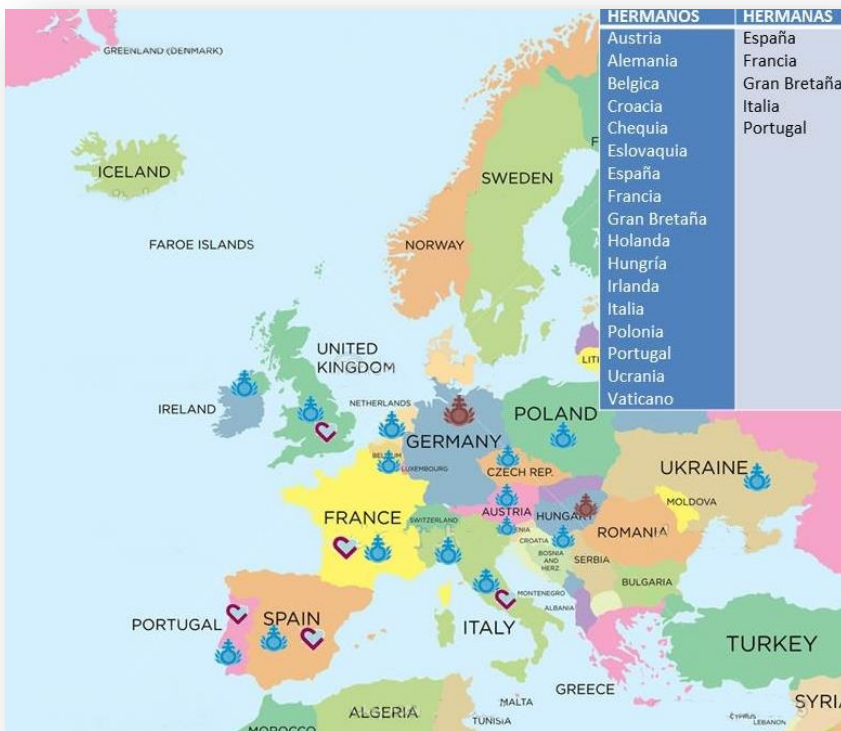 HERMANOS HERMANAS
Austria España
Alemania Francia
Belgica Gran Bretaña
Croacia Italia
Chequia Portugal
Eslovaquia
España
Francia
Gran Bretaña
Holanda
Hungría
Irlanda
Italia
Polonia
Portugal
Ucrania
Vaticano
GREENLAND (DENMARK)
ICELAND
SWEDEN
FAROE ISLANDS
NORWAY
UNITED
KINGDOM
IRELAND
NETHERLANDS
GERMANY
POLAND
BELGIUM
LUXEMBOURG
CZECH REP.
UKRAINE
MOLDOVA
FRANCE
SWITZERLAND
AUSTRIA
HUNGARY
ROMANIA
CROATIA
BOSNIA
AND
HERZ.
SERBIA
BULGARIA
MONTENEGRO
ALBANIA
PORTUGAL
SPAIN
ITALY
TURKEY
GREECE
ALGERIA
MALTA
TUNISIA
MOROCCO
CYPRUS
LEBANON
SYRIA